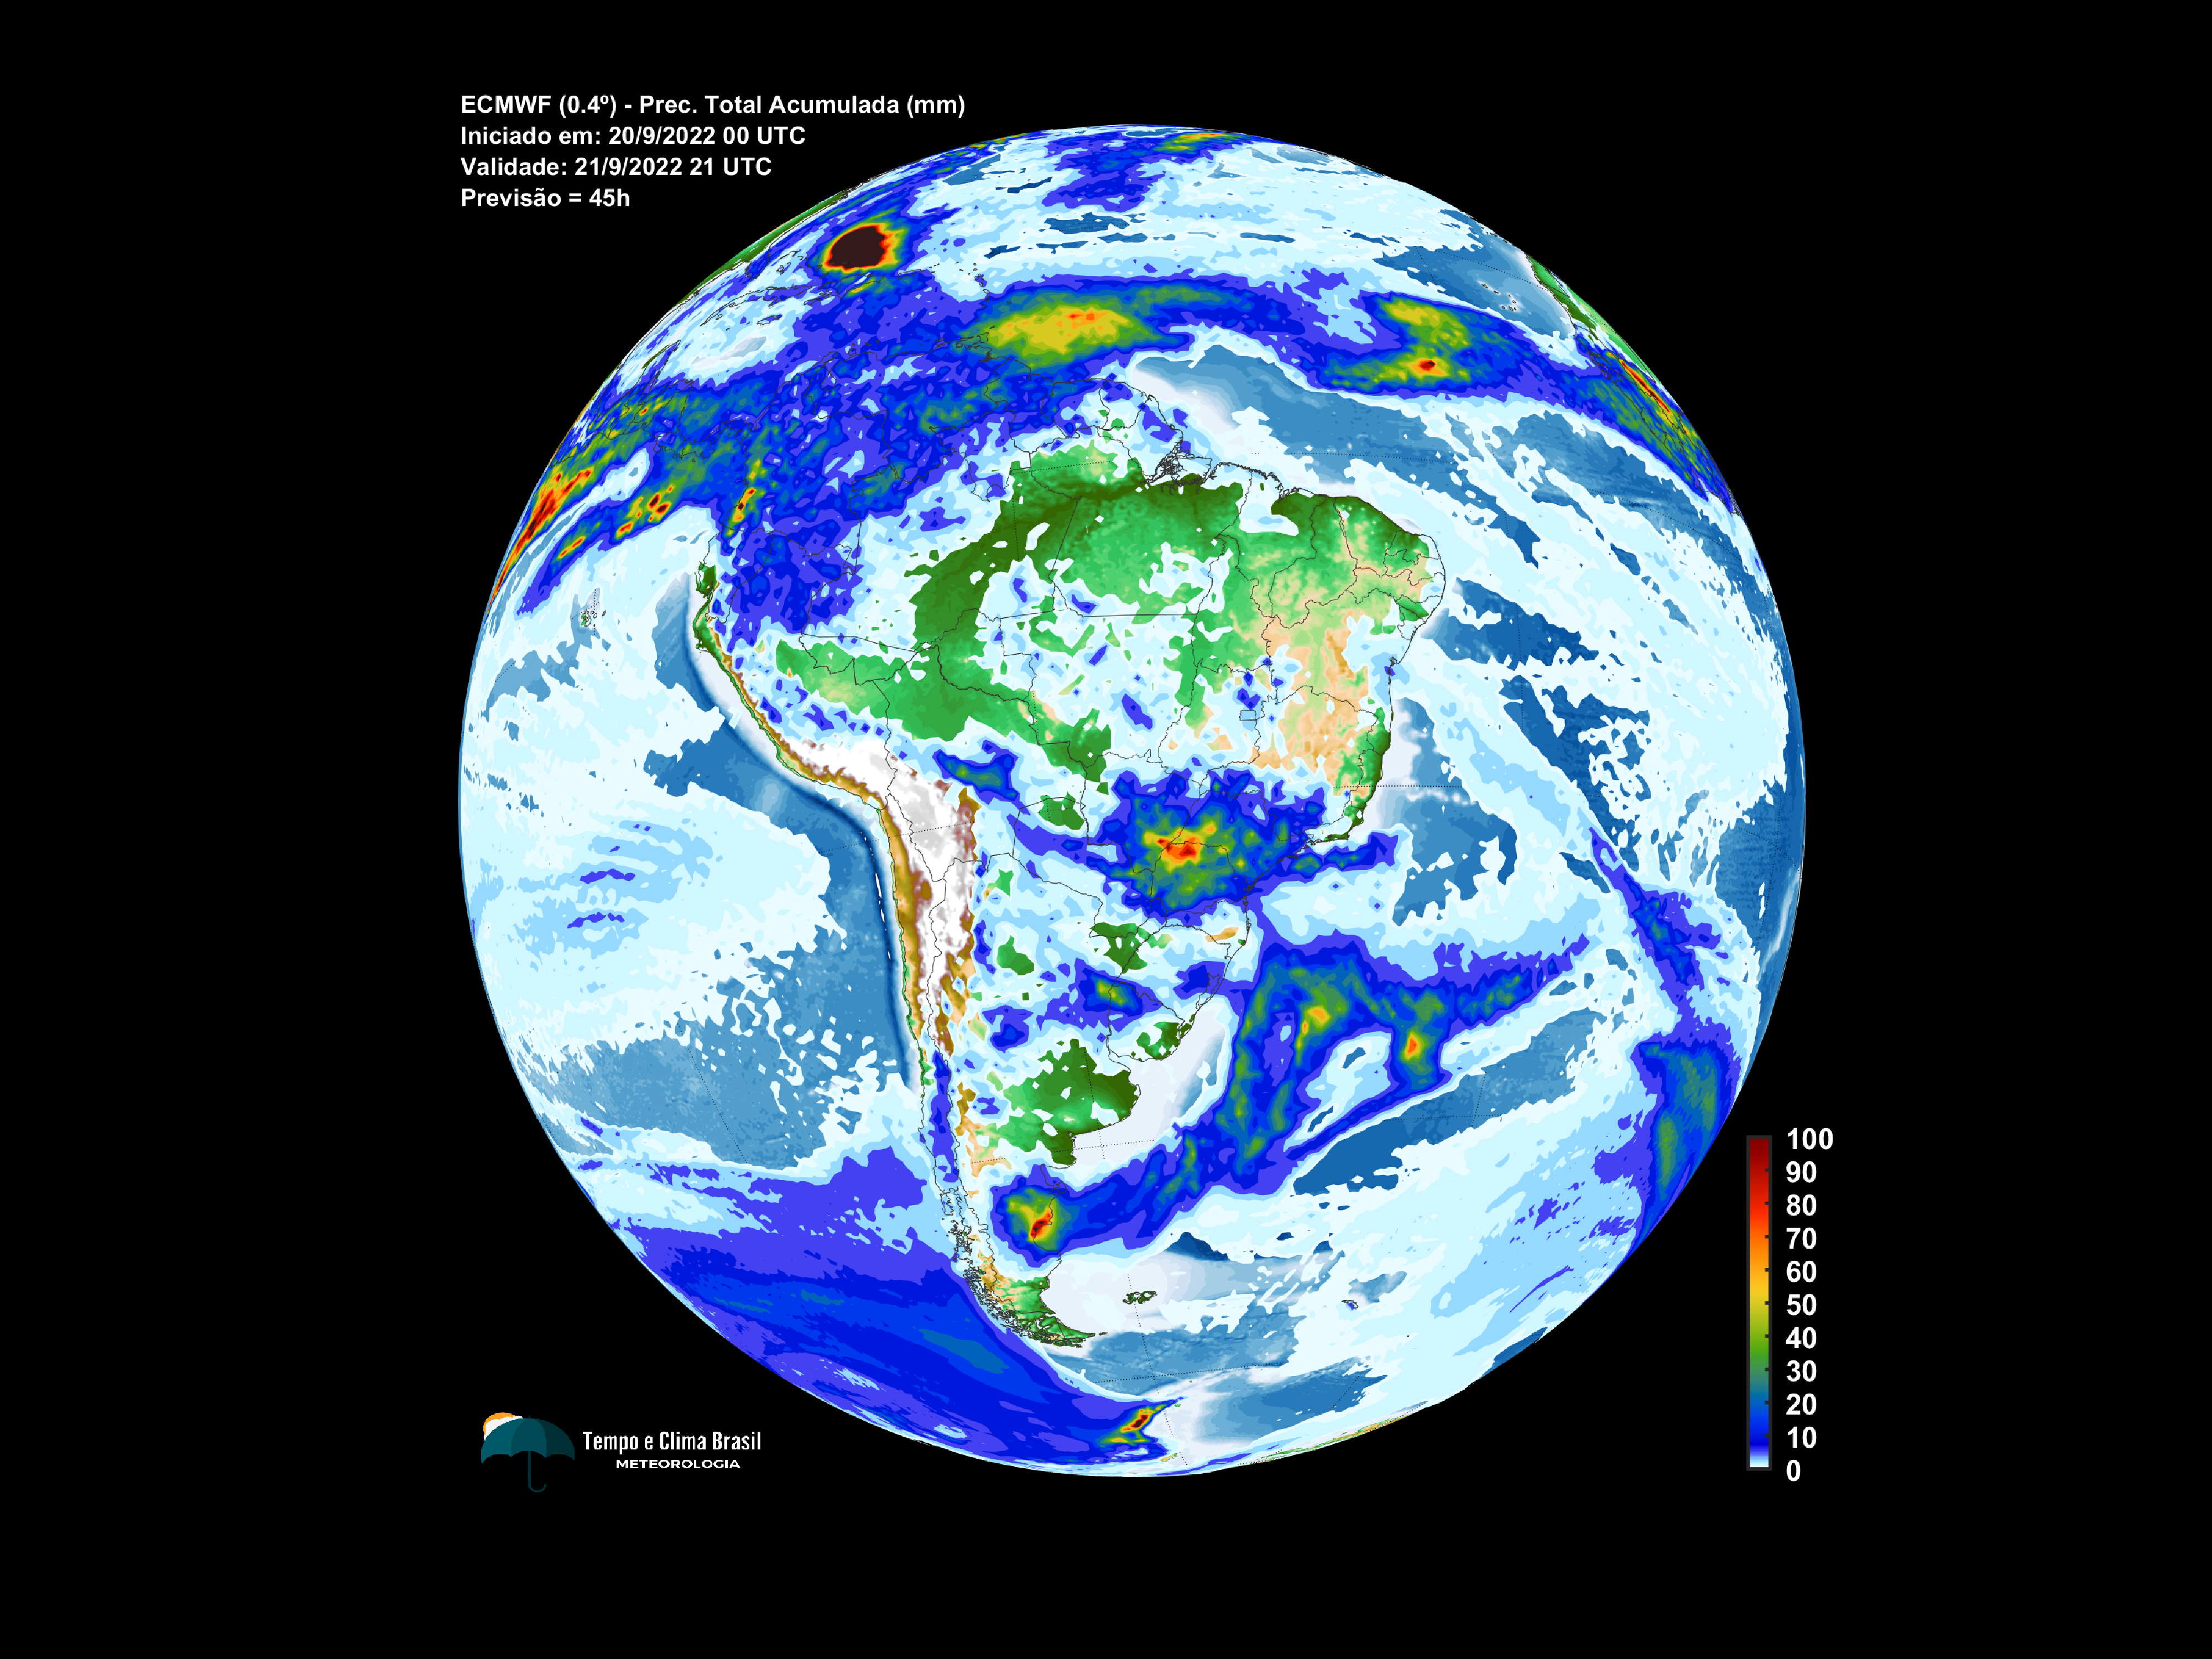 ECMWF (0.4º) - Prec. Total Acumulada (mm)
Iniciado em: 20/9/2022 00 UTC
Validade: 21/9/2022 21 UTC
Previsão = 45h
100
90
80
70
60
50
40
30
20
10
0
Tempo e Clima Brasil
METEOROLOGIA